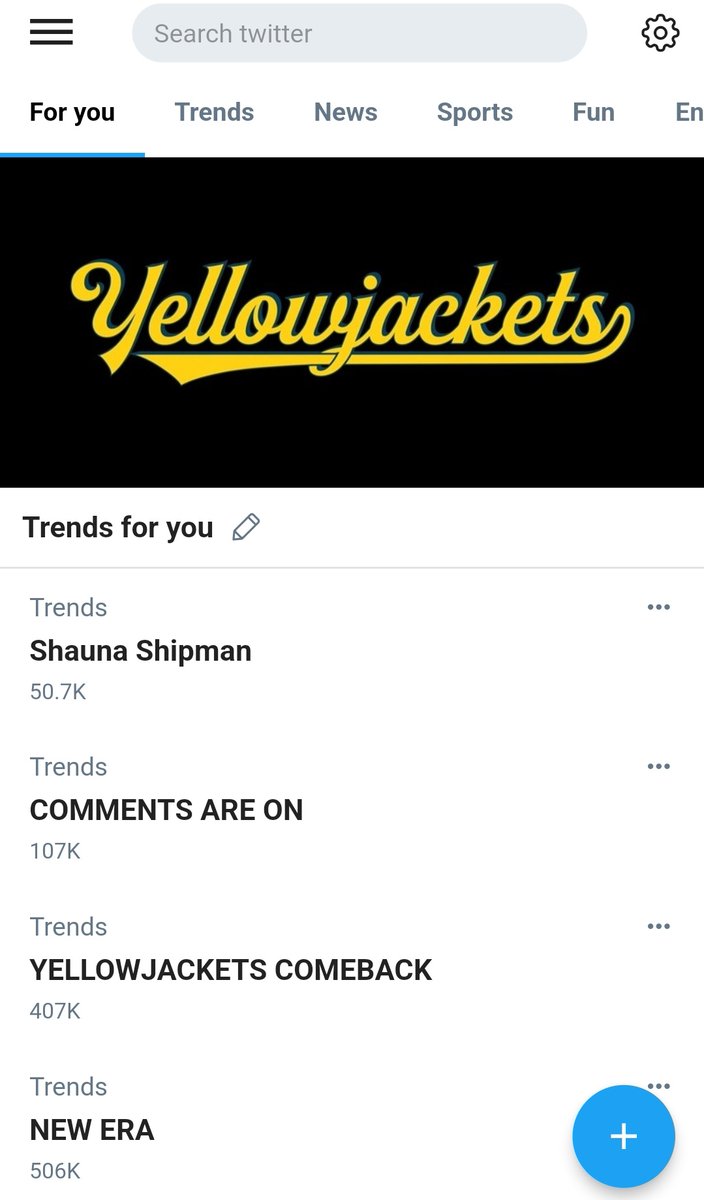 Search twitter
For you Trends News Sports Fun En
Yellowjackets
Trends for you
Trends
Shauna Shipman
50.7K
Trends
COMMENTS ARE ON
107K
Trends
YELLOWJACKETS COMEBACK
407K
Trends
NEW ERA
506K